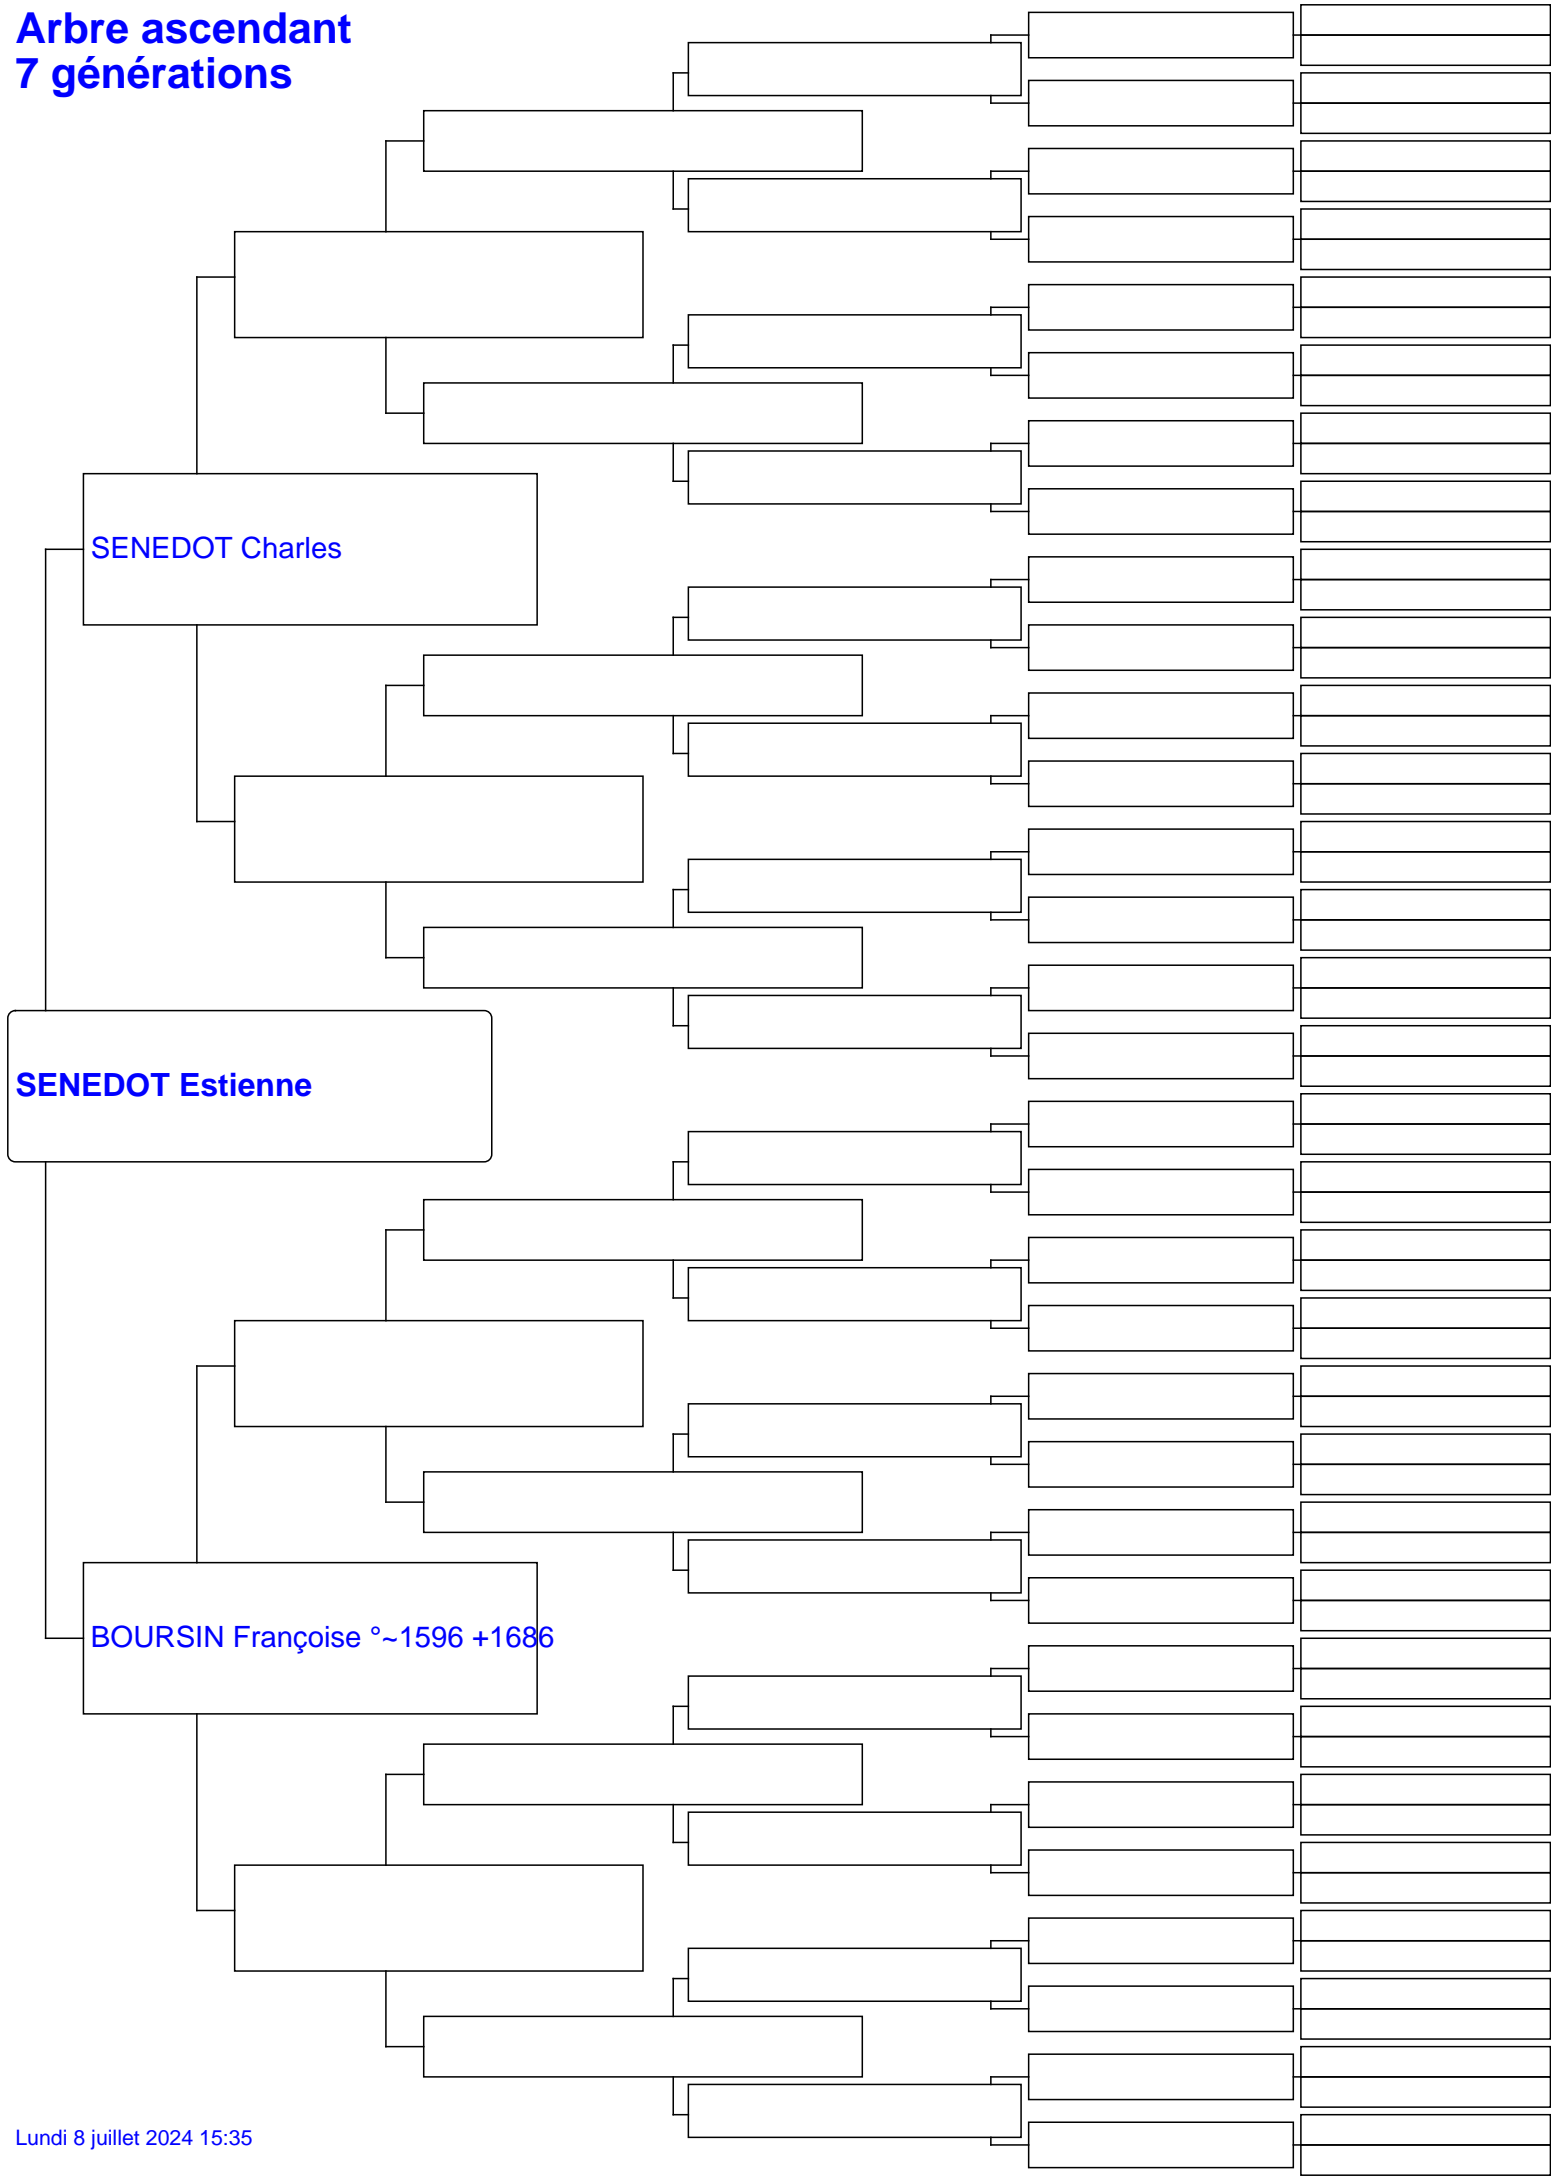 Arbre ascendant
7 générations
SENEDOT Charles
SENEDOT Estienne
BOURSIN Françoise °~1596 +1686
Lundi 8 juillet 2024 15:35